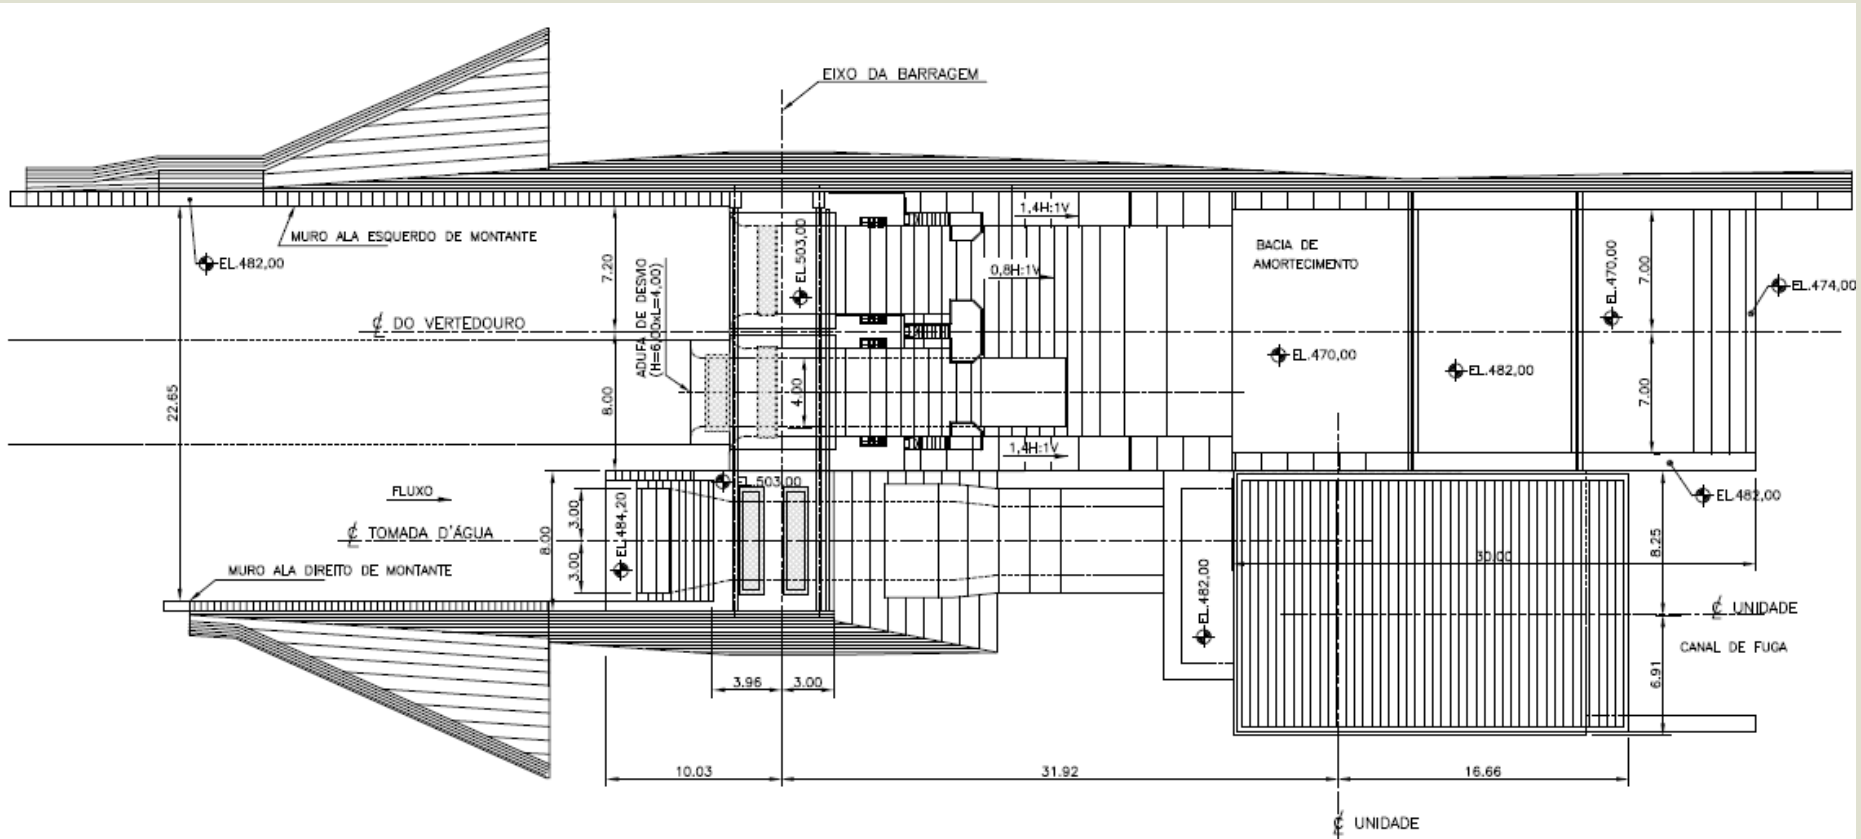 EIXO DA BARRAGEM
1,4H:1V
MURO ALA ESQUERDO DE MONTANTE
EL.482,00
7.20
ADUFA DE DESVIO
(H=6,00xL=4,00)
EL.503,00
0,8H:1V
BACIA DE
AMORTECIMENTO
EL.470,00
7.00
EL.474,00
₵ DO VERTEDOURO
EL.470,00
EL.482,00
22.65
8.00
4.00
7.00
1,4H:1V
FLUXO
EL.503,00
EL.482,00
₵ TOMADA D'ÁGUA
8.00
3.00
3.00
EL.484,20
30.00
8.25
MURO ALA DIREITO DE MONTANTE
EL.482,00
₵ UNIDADE
CANAL DE FUGA
6.91
3.96
3.00
10.03
31.92
16.66
₵ UNIDADE